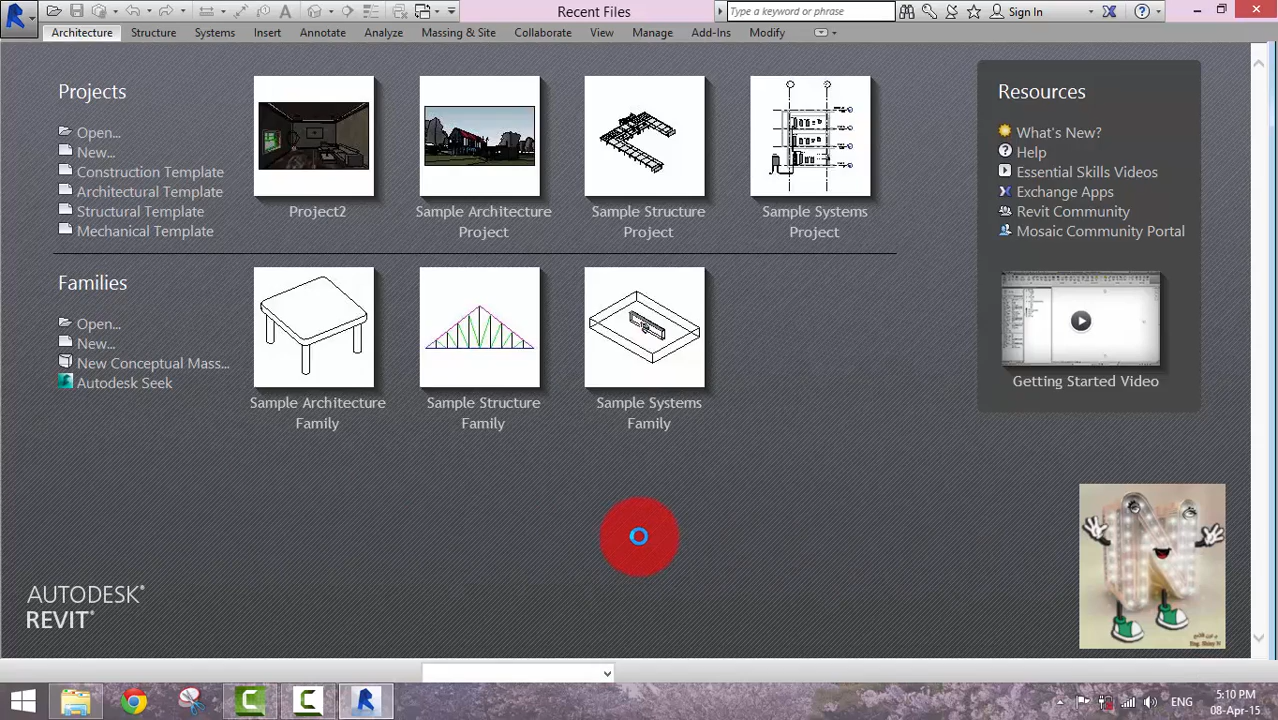 Recent Files
Type a keyword or phrase
Sign In
Architecture
Structure
Systems
Insert
Annotate
Analyze
Massing & Site
Collaborate
View
Manage
Add-Ins
Modify
Projects
Open...
New...
Construction Template
Architectural Template
Structural Template
Mechanical Template
Project2
Sample Architecture
Project
Sample Structure
Project
Sample Systems
Project
Families
Open...
New...
New Conceptual Mass...
Autodesk Seek
Sample Architecture
Family
Sample Structure
Family
Sample Systems
Family
Resources
What's New?
Help
Essential Skills Videos
Exchange Apps
Revit Community
Mosaic Community Portal
Getting Started Video
AUTODESK®
REVIT®
ENG
5:10 PM
08-Apr-15